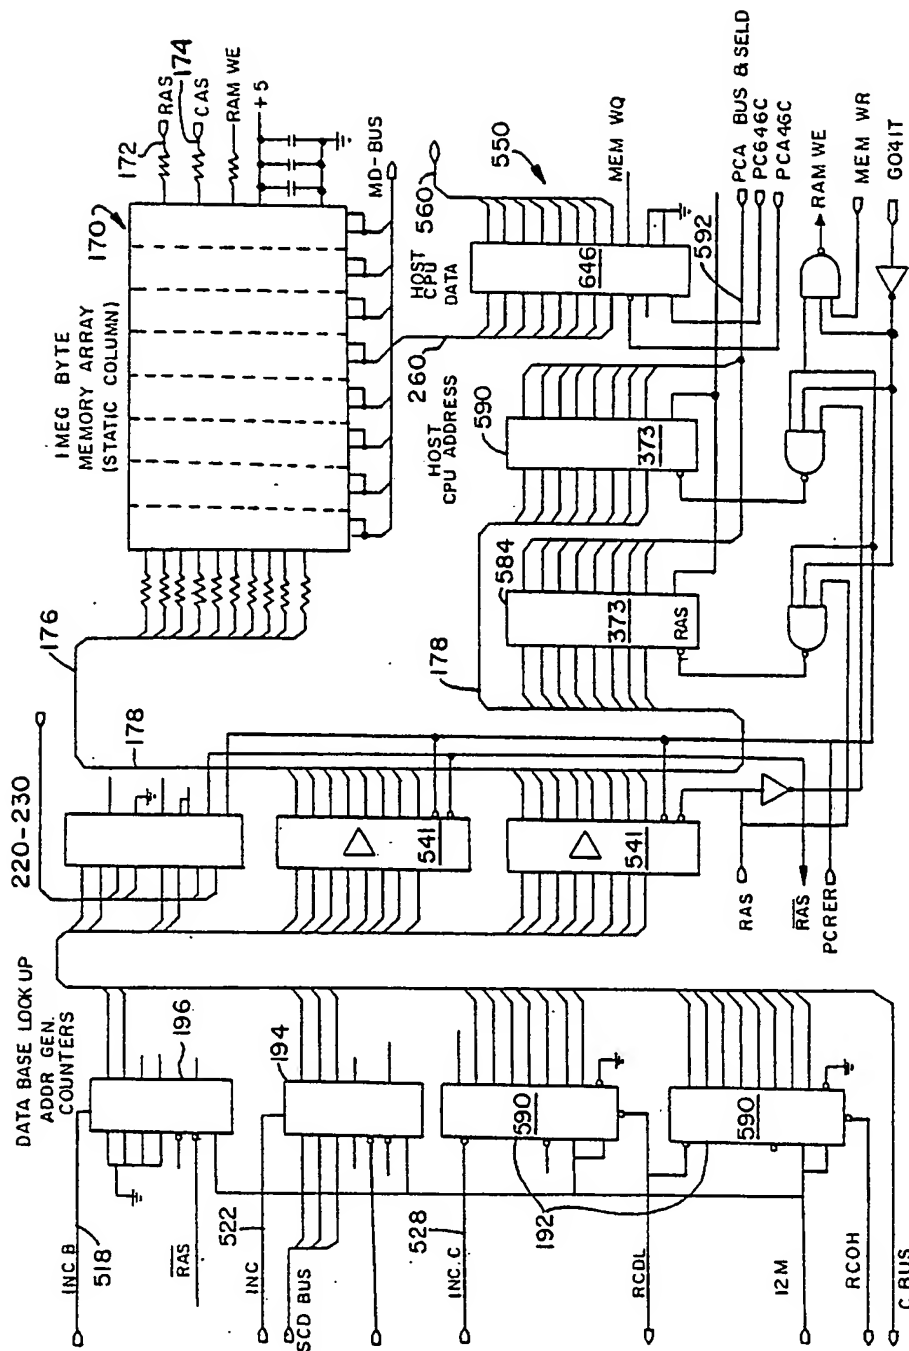 172
RAS
174
CAS
RAM WE
+5
170
IMEG BYTE
MEMORY ARRAY
(STATIC COLUMN)
MD-BUS
176
178
220-230
DATA BASE LOOK UP
ADDR GEN.
COUNTERS
196
194
590
590
192
INC B
518
RAS
522
INC
SCD BUS
528
INC. C
RCDL
12M
RCOH
C BUS
541
541
RAS
RAS
PCRER
178
584
373
RAS
HOST
CPU ADDRESS
590
373
260
HOST
CPU
DATA
560
550
646
MEM WQ
592
PCA BUS & SELD
PC646C
PCA46C
RAM WE
MEM WR
GO41T